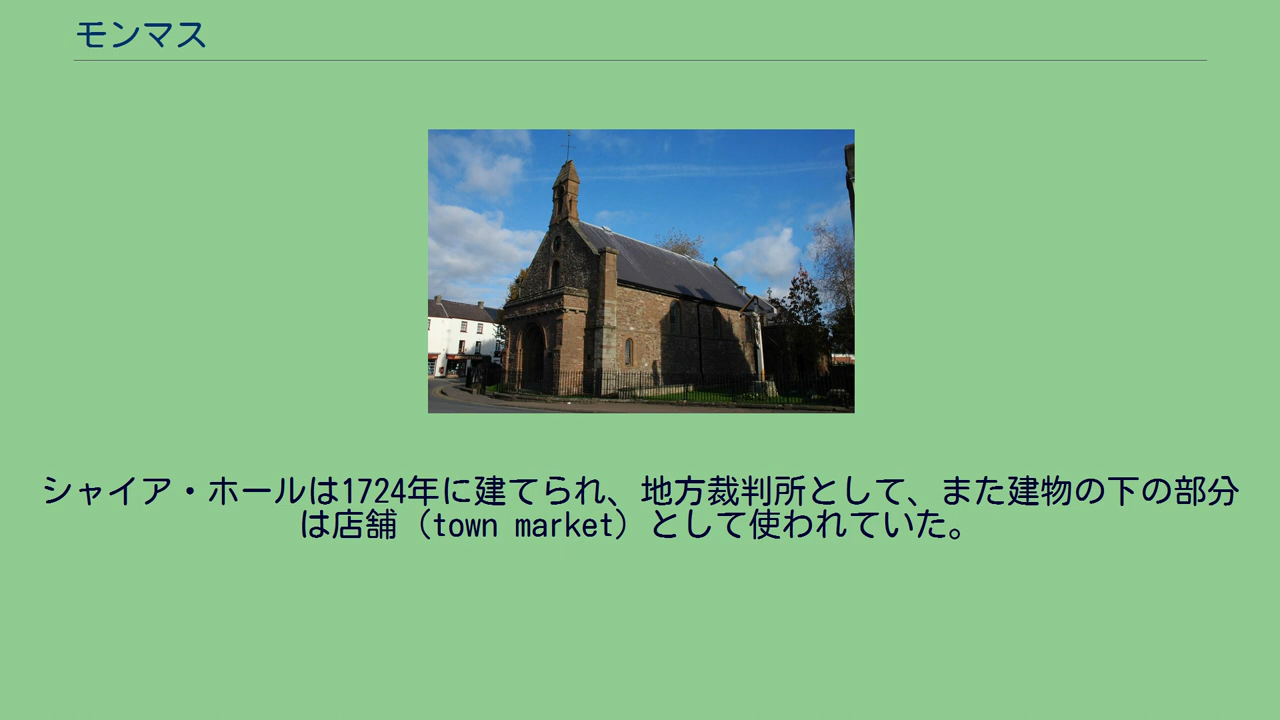 モンマス
シャイア・ホールは1724年に建てられ、地方裁判所として、また建物の下の部分
は店舗（town market）として使われていた。